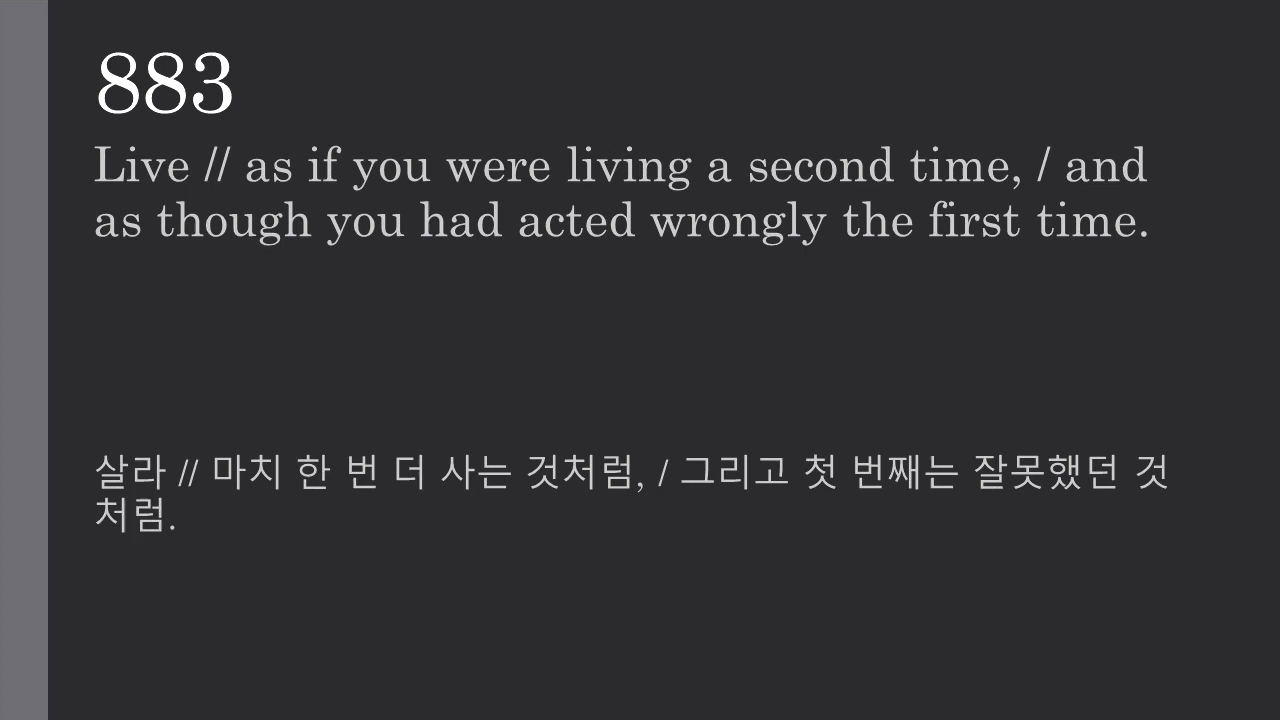 883
Live // as if you were living a second time, / and
as though you had acted wrongly the first time.
살라 // 마치 한 번 더 사는 것처럼, / 그리고 첫 번째는 잘못했던 것
처럼.